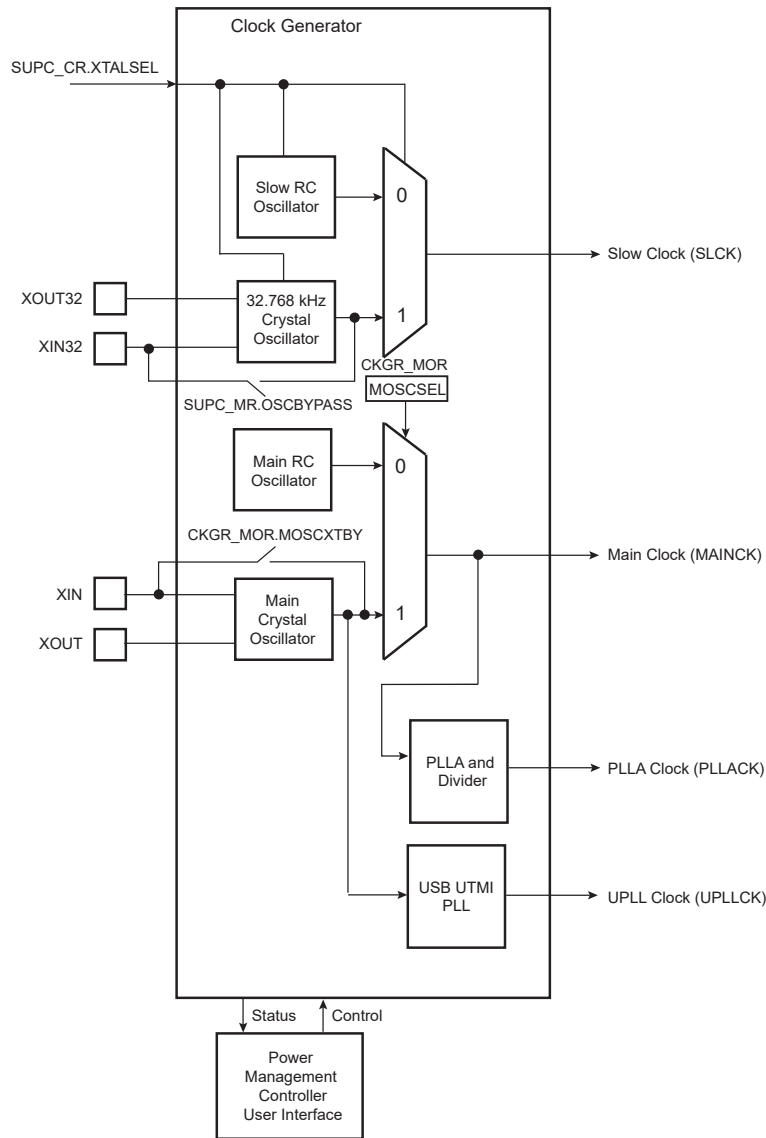 Clock Generator
SUPC_CR.XTALSEL
Slow RC
Oscillator
0
Slow Clock (SLCK)
XOUT32
32.768 kHz
Crystal
Oscillator
1
XIN32
CKGR_MOR
MOSCSEL
SUPC_MR.OSCBYPASS
Main RC
Oscillator
0
CKGR_MOR.MOSCXTBY
Main Clock (MAINCK)
XIN
Main
Crystal
Oscillator
1
XOUT
PLLA and
Divider
PLLA Clock (PLLACK)
USB UTMI
PLL
UPLL Clock (UPLLCK)
Status
Control
Power
Management
Controller
User Interface